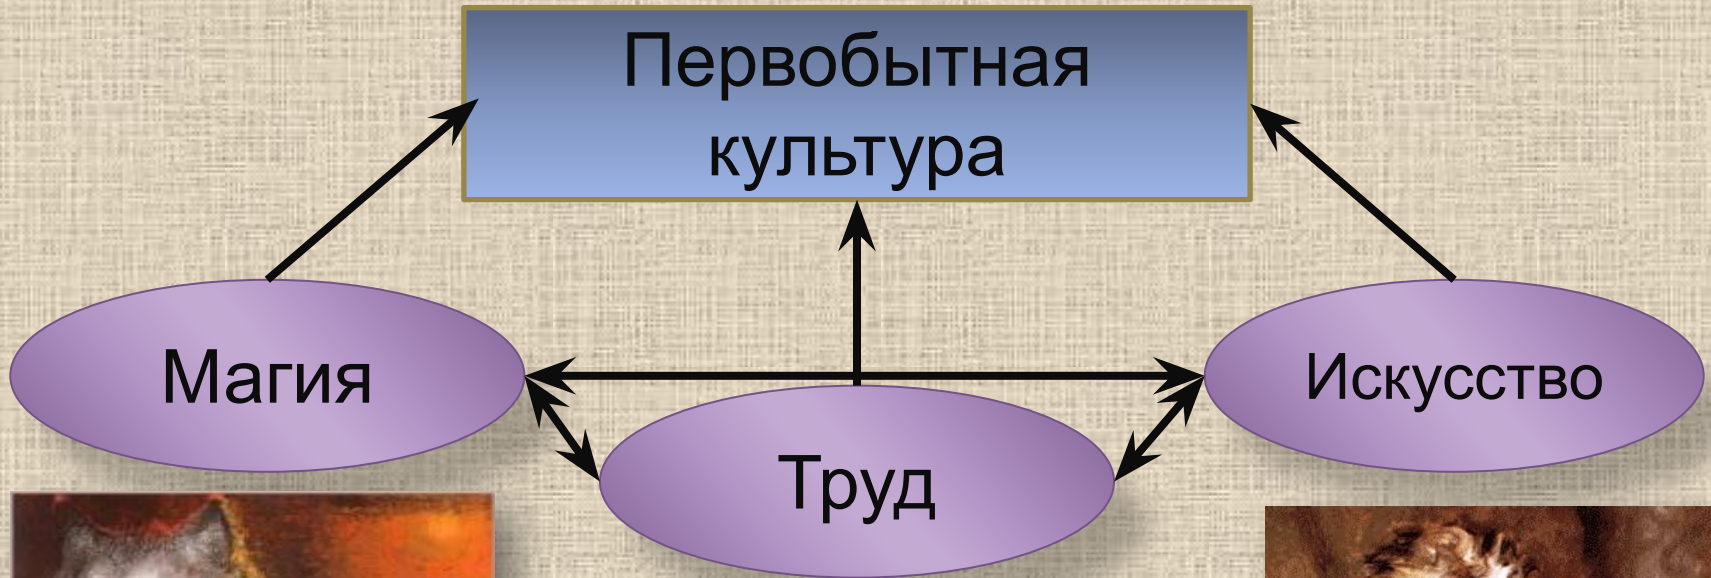 Первобытная
культура
Магия
Искусство
Труд